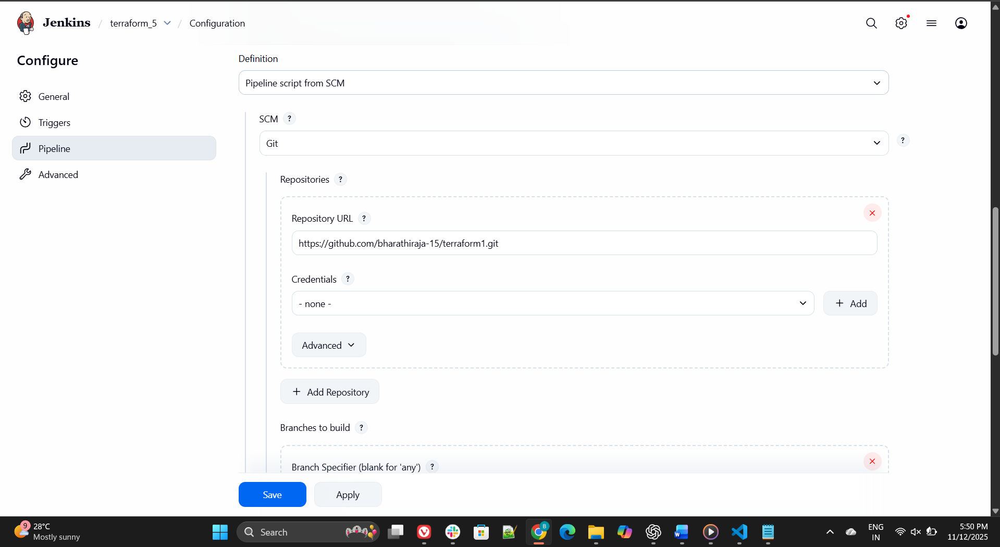 Jenkins / terraform_5 / Configuration
Configure
General
Triggers
Pipeline
Advanced
Definition
Pipeline script from SCM
SCM ?
Git
?
Repositories ?
Repository URL ?
https://github.com/bharathiraja-15/terraform1.git
Credentials ?
- none -
+ Add
Advanced
+ Add Repository
Branches to build ?
Branch Specifier (blank for 'any') ?
Save
Apply
9
28°C
Mostly sunny
Search
B
ENG
IN
5:50 PM
11/12/2025